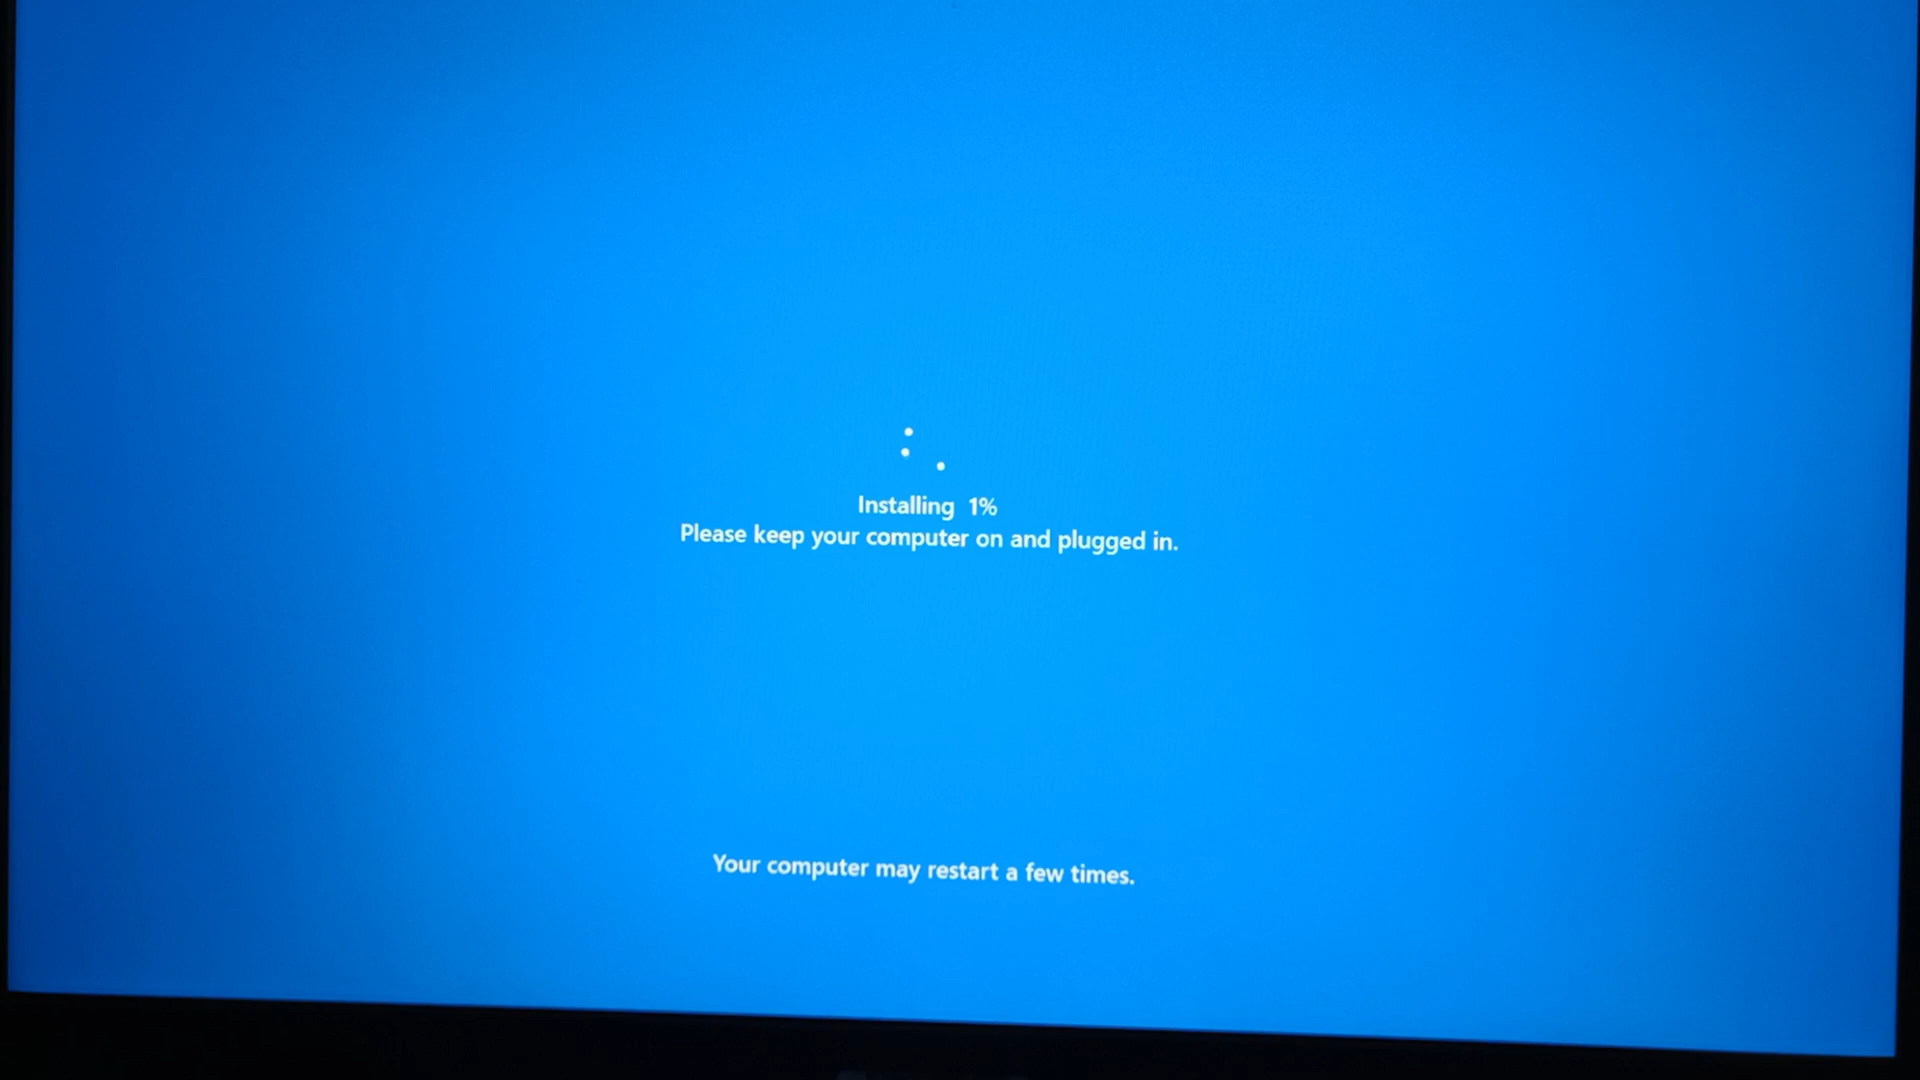 Installing 1%
Please keep your computer on and plugged in.
Your computer may restart a few times.